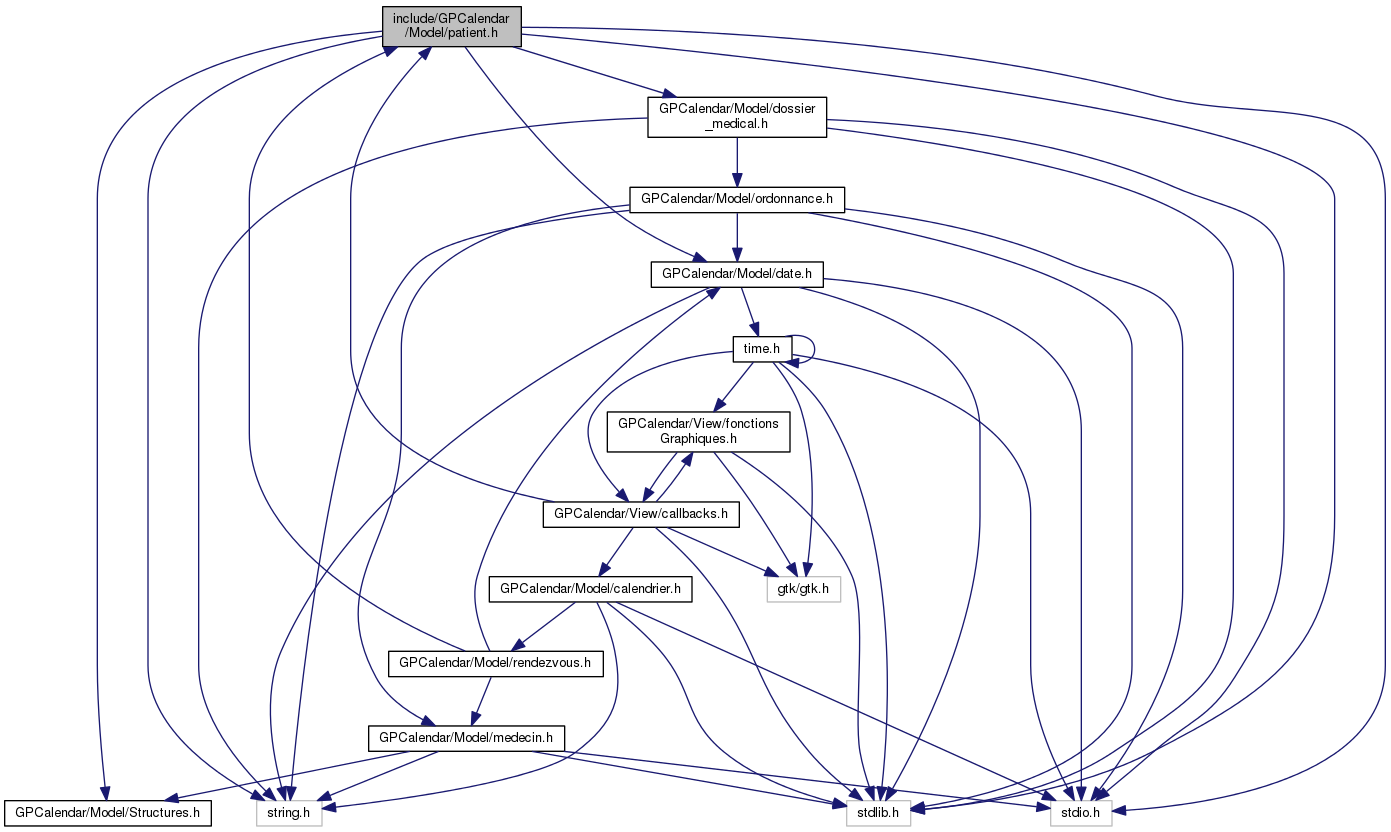 include/GPCalendar
/Model/patient.h
GPCalendar/Model/dossier
_medical.h
GPCalendar/Model/ordonnance.h
GPCalendar/Model/date.h
time.h
GPCalendar/View/fonctions
Graphiques.h
GPCalendar/View/callbacks.h
GPCalendar/Model/calendrier.h
gtk/gtk.h
GPCalendar/Model/rendezvous.h
GPCalendar/Model/medecin.h
GPCalendar/Model/Structures.h
string.h
stdlib.h
stdio.h